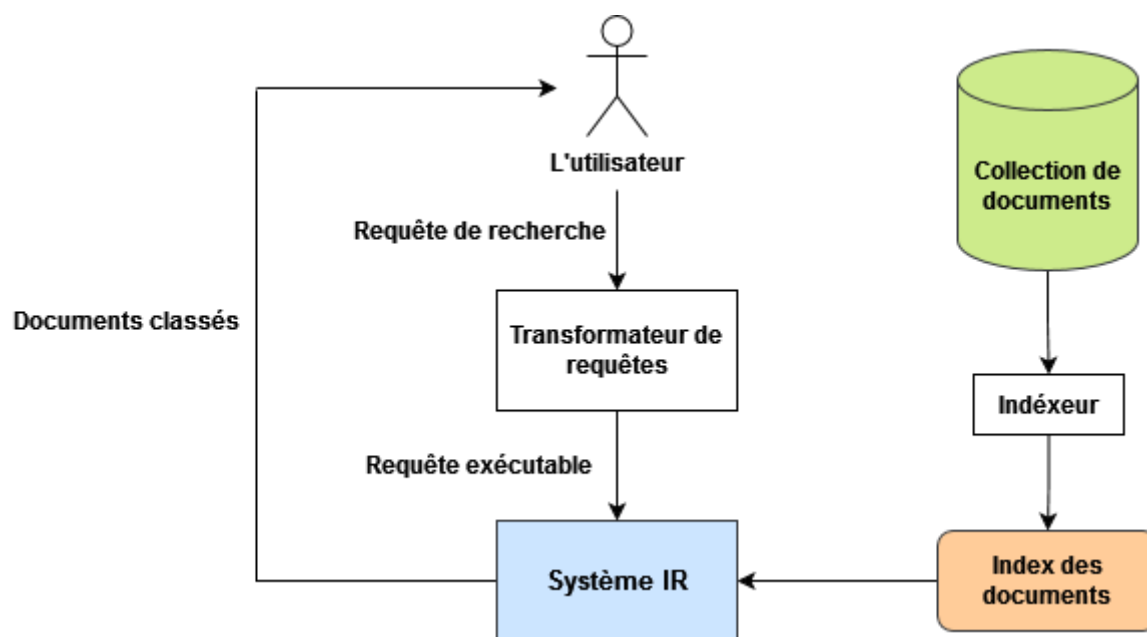 L'utilisateur
Collection de
documents
Requête de recherche
Documents classés
Transformateur de
requêtes
Indéxeur
Requête exécutable
Système IR
Index des
documents